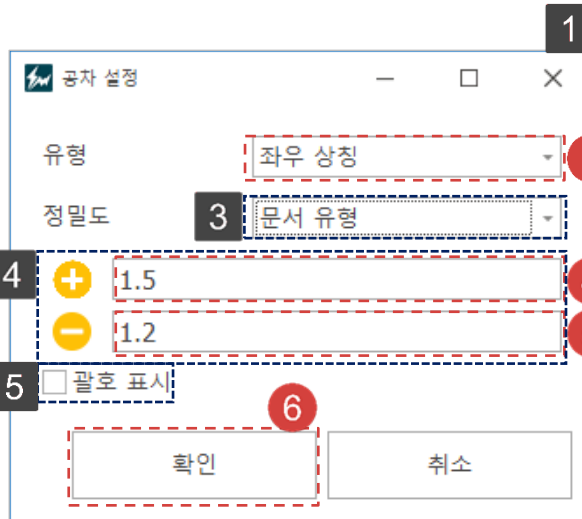 1
공차 설정
유형 좌우 상칭
정밀도 3 문서 유형
4 1.5
1.2
5 괄호 표시
6
확인 취소